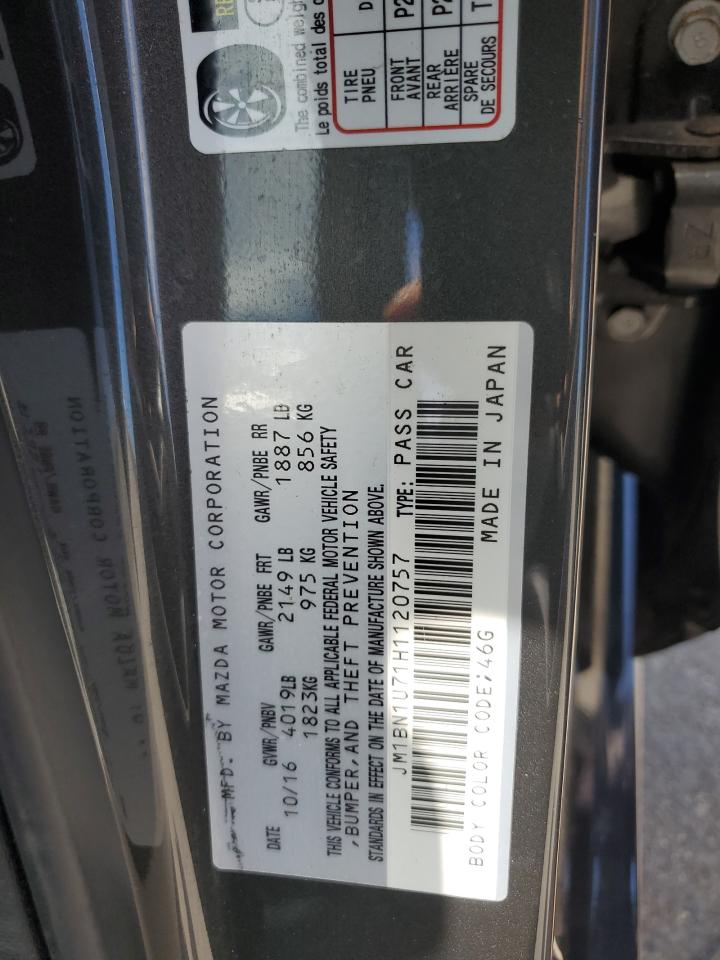 MFD. BY MAZDA MOTOR CORPORATION
DATE GVWR/PNBV GAWR/PNBE FRT GAWR/PNBE RR
10/16 4019LB 2149 LB 1887 LB
1823KG 975 KG 856 KG
THIS VEHICLE CONFORMS TO ALL APPLICABLE FEDERAL MOTOR VEHICLE SAFETY
,BUMPER,AND THEFT PREVENTION
STANDARDS IN EFFECT ON THE DATE OF MANUFACTURE SHOWN ABOVE.
JM1BN1U71H1120757 TYPE: PASS CAR
BODY COLOR CODE;46G MADE IN JAPAN
RE
The combined weigh
Le poids total des o
TIRE D
PNEU
FRONT P2
AVANT
REAR P2
ARRIÈRE
SPARE T
DE SECOURS